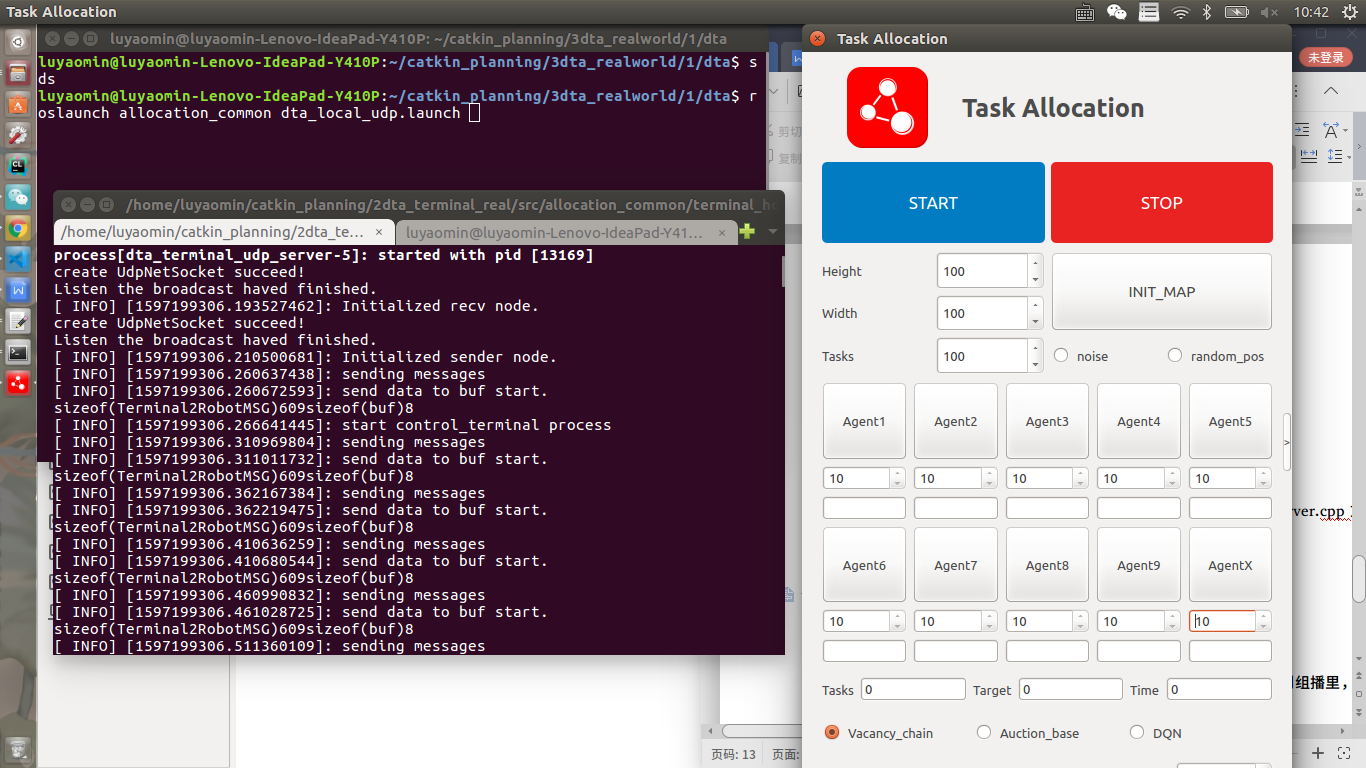 Task Allocation
10:42
luyaomin@luyaomin-Lenovo-IdeaPad-Y410P: ~/catkin_planning/3dta_realworld/1/dta
luyaomin@luyaomin-Lenovo-IdeaPad-Y410P:~/catkin_planning/3dta_realworld/1/dta$ s
ds
luyaomin@luyaomin-Lenovo-IdeaPad-Y410P:~/catkin_planning/3dta_realworld/1/dta$ r
oslaunch allocation_common dta_local_udp.launch
/home/luyaomin/catkin_planning/2dta_terminal_real/src/allocation_common/terminal_ho
/home/luyaomin/catkin_planning/2dta_te... ×
luyaomin@luyaomin-Lenovo-IdeaPad-Y41... ×
process[dta_terminal_udp_server-5]: started with pid [13169]
create UdpNetSocket succeed!
Listen the broadcast haved finished.
[ INFO] [1597199306.193527462]: Initialized recv node.
create UdpNetSocket succeed!
Listen the broadcast haved finished.
[ INFO] [1597199306.210500681]: Initialized sender node.
[ INFO] [1597199306.260637438]: sending messages
[ INFO] [1597199306.260672593]: send data to buf start.
sizeof(Terminal2RobotMSG)609sizeof(buf)8
[ INFO] [1597199306.266641445]: start control_terminal process
[ INFO] [1597199306.310969804]: sending messages
[ INFO] [1597199306.311011732]: send data to buf start.
sizeof(Terminal2RobotMSG)609sizeof(buf)8
[ INFO] [1597199306.362167384]: sending messages
[ INFO] [1597199306.362219475]: send data to buf start.
sizeof(Terminal2RobotMSG)609sizeof(buf)8
[ INFO] [1597199306.410636259]: sending messages
[ INFO] [1597199306.410680544]: send data to buf start.
sizeof(Terminal2RobotMSG)609sizeof(buf)8
[ INFO] [1597199306.460990832]: sending messages
[ INFO] [1597199306.461028725]: send data to buf start.
sizeof(Terminal2RobotMSG)609sizeof(buf)8
[ INFO] [1597199306.511360109]: sending messages
Task Allocation
Task Allocation
START STOP
Height 100
INIT_MAP
Width 100
Tasks 100
noise random_pos
Agent1 Agent2 Agent3 Agent4 Agent5
10 10 10 10 10
Agent6 Agent7 Agent8 Agent9 AgentX
10 10 10 10 10
Tasks 0 Target 0 Time 0
Vacancy_chain Auction_base DQN
未登录
剪切
复制
>
rver.cpp
组播里，
页码: 13 页面: